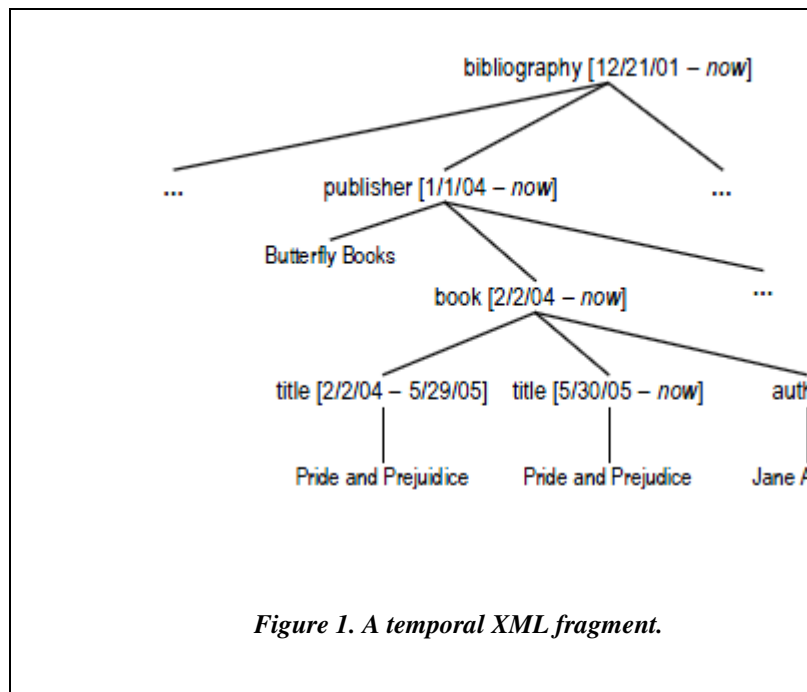 bibliography [12/21/01 – now]
... publisher [1/1/04 – now] ...
Butterfly Books
book [2/2/04 – now] ...
title [2/2/04 – 5/29/05] title [5/30/05 – now] auth
Pride and Prejuidice Pride and Prejudice Jane A
Figure 1. A temporal XML fragment.